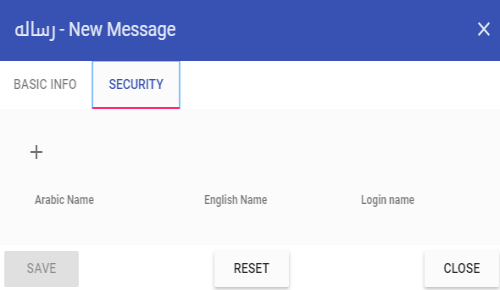 رساله - New Message
BASIC INFO SECURITY
Arabic Name English Name Login name
SAVE RESET CLOSE